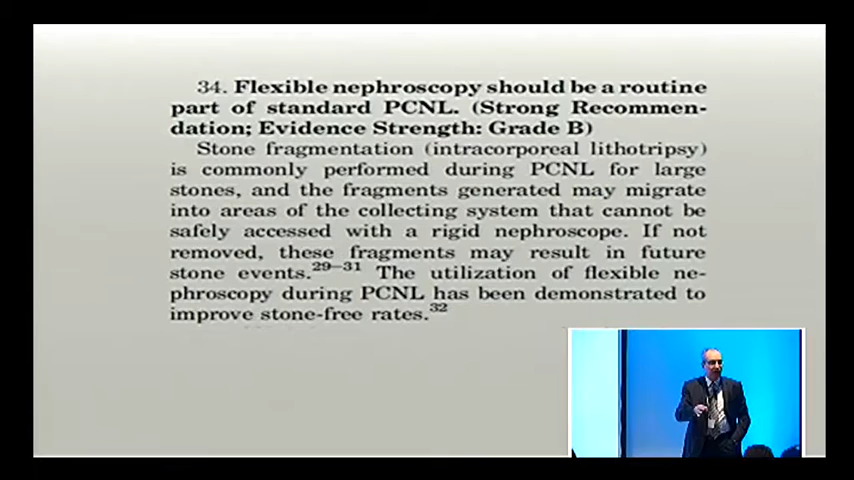 34. Flexible nephroscopy should be a routine
part of standard PCNL. (Strong Recommen-
dation; Evidence Strength: Grade B)
Stone fragmentation (intracorporeal lithotripsy)
is commonly performed during PCNL for large
stones, and the fragments generated may migrate
into areas of the collecting system that cannot be
safely accessed with a rigid nephroscope. If not
removed, these fragments may result in future
stone events.29–31 The utilization of flexible ne-
phroscopy during PCNL has been demonstrated to
improve stone-free rates.32